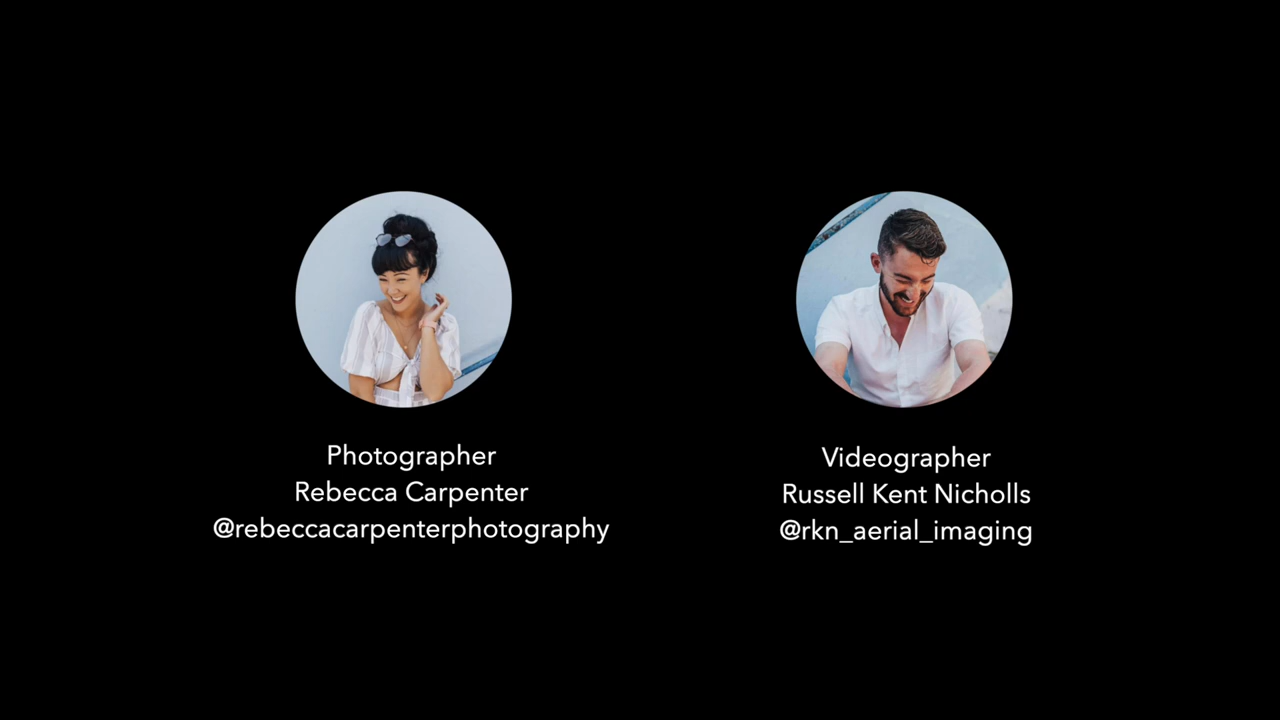 Photographer
Rebecca Carpenter
@rebeccacarpenterphotography
Videographer
Russell Kent Nicholls
@rkn_aerial_imaging